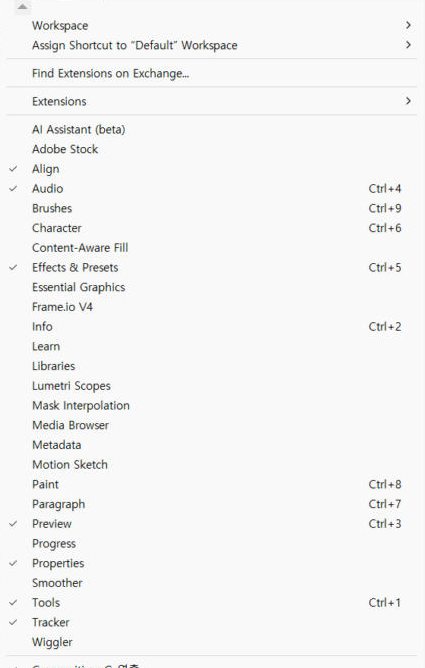 Workspace
Assign Shortcut to “Default” Workspace
Find Extensions on Exchange...
Extensions
AI Assistant (beta)
Adobe Stock
Align
Audio Ctrl+4
Brushes Ctrl+9
Character Ctrl+6
Content-Aware Fill
Effects & Presets Ctrl+5
Essential Graphics
Frame.io V4
Info Ctrl+2
Learn
Libraries
Lumetri Scopes
Mask Interpolation
Media Browser
Metadata
Motion Sketch
Paint Ctrl+8
Paragraph Ctrl+7
Preview Ctrl+3
Progress
Properties
Smoother
Tools Ctrl+1
Tracker
Wiggler